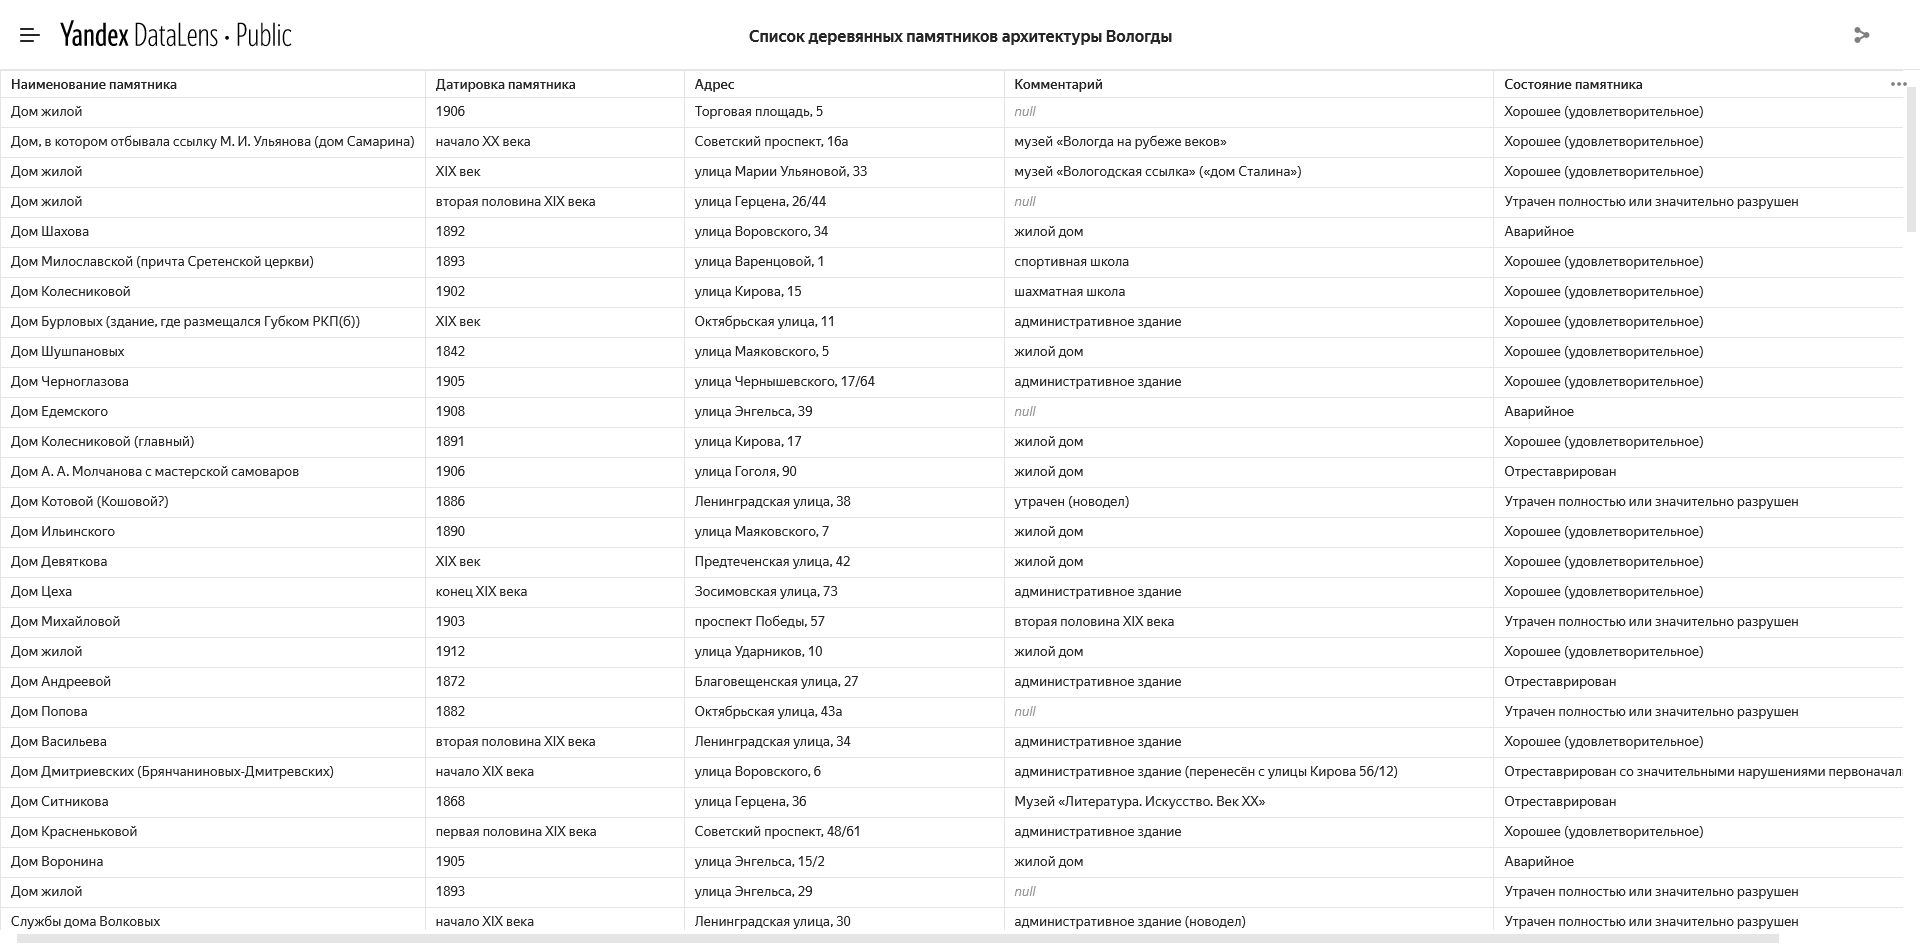 Yandex DataLens · Public
Список деревянных памятников архитектуры Вологды
Наименование памятника Датировка памятника Адрес Комментарий Состояние памятника
Дом жилой 1906 Торговая площадь, 5 null Хорошее (удовлетворительное)
Дом, в котором отбывала ссылку М. И. Ульянова (дом Самарина) начало XX века Советский проспект, 16а музей «Вологда на рубеже веков» Хорошее (удовлетворительное)
Дом жилой XIX век улица Марии Ульяновой, 33 музей «Вологодская ссылка» («дом Сталина») Хорошее (удовлетворительное)
Дом жилой вторая половина XIX века улица Герцена, 26/44 null Утрачен полностью или значительно разрушен
Дом Шахова 1892 улица Воровского, 34 жилой дом Аварийное
Дом Милославской (причта Сретенской церкви) 1893 улица Варенцовой, 1 спортивная школа Хорошее (удовлетворительное)
Дом Колесниковой 1902 улица Кирова, 15 шахматная школа Хорошее (удовлетворительное)
Дом Бурловых (здание, где размещался Губком РКП(б)) XIX век Октябрьская улица, 11 административное здание Хорошее (удовлетворительное)
Дом Шушпановых 1842 улица Маяковского, 5 жилой дом Хорошее (удовлетворительное)
Дом Черноглазова 1905 улица Чернышевского, 17/64 административное здание Хорошее (удовлетворительное)
Дом Едемского 1908 улица Энгельса, 39 null Аварийное
Дом Колесниковой (главный) 1891 улица Кирова, 17 жилой дом Хорошее (удовлетворительное)
Дом А. А. Молчанова с мастерской самоваров 1906 улица Гоголя, 90 жилой дом Отреставрирован
Дом Котовой (Кошовой?) 1886 Ленинградская улица, 38 утрачен (новодел) Утрачен полностью или значительно разрушен
Дом Ильинского 1890 улица Маяковского, 7 жилой дом Хорошее (удовлетворительное)
Дом Девяткова XIX век Предтеченская улица, 42 жилой дом Хорошее (удовлетворительное)
Дом Цеха конец XIX века Зосимовская улица, 73 административное здание Хорошее (удовлетворительное)
Дом Михайловой 1903 проспект Победы, 57 вторая половина XIX века Утрачен полностью или значительно разрушен
Дом жилой 1912 улица Ударников, 10 жилой дом Хорошее (удовлетворительное)
Дом Андреевой 1872 Благовещенская улица, 27 административное здание Отреставрирован
Дом Попова 1882 Октябрьская улица, 43а null Утрачен полностью или значительно разрушен
Дом Васильева вторая половина XIX века Ленинградская улица, 34 административное здание Хорошее (удовлетворительное)
Дом Дмитриевских (Брянчаниновых-Дмитревских) начало XIX века улица Воровского, 6 административное здание (перенесён с улицы Кирова 56/12) Отреставрирован со значительными нарушениями первоначал
Дом Ситникова 1868 улица Герцена, 36 Музей «Литература. Искусство. Век XX» Отреставрирован
Дом Красненьковой первая половина XIX века Советский проспект, 48/61 административное здание Хорошее (удовлетворительное)
Дом Воронина 1905 улица Энгельса, 15/2 жилой дом Аварийное
Дом жилой 1893 улица Энгельса, 29 null Утрачен полностью или значительно разрушен
Службы дома Волковых начало XIX века Ленинградская улица, 30 административное здание (новодел) Утрачен полностью или значительно разрушен